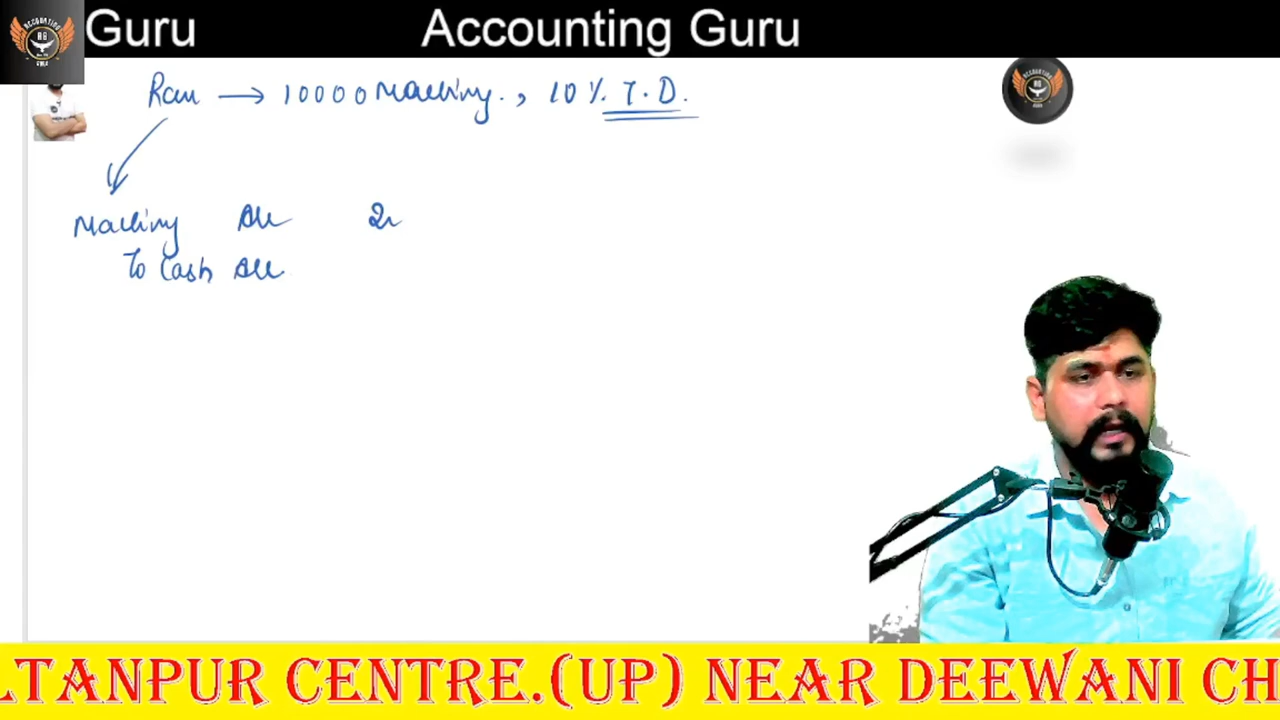 Guru Accounting Guru
Ram → 10000 Machinery., 10% T.D.
Machinery A/c Dr
To Cash A/c
LTANPUR CENTRE.(UP) NEAR DEEWANI CH